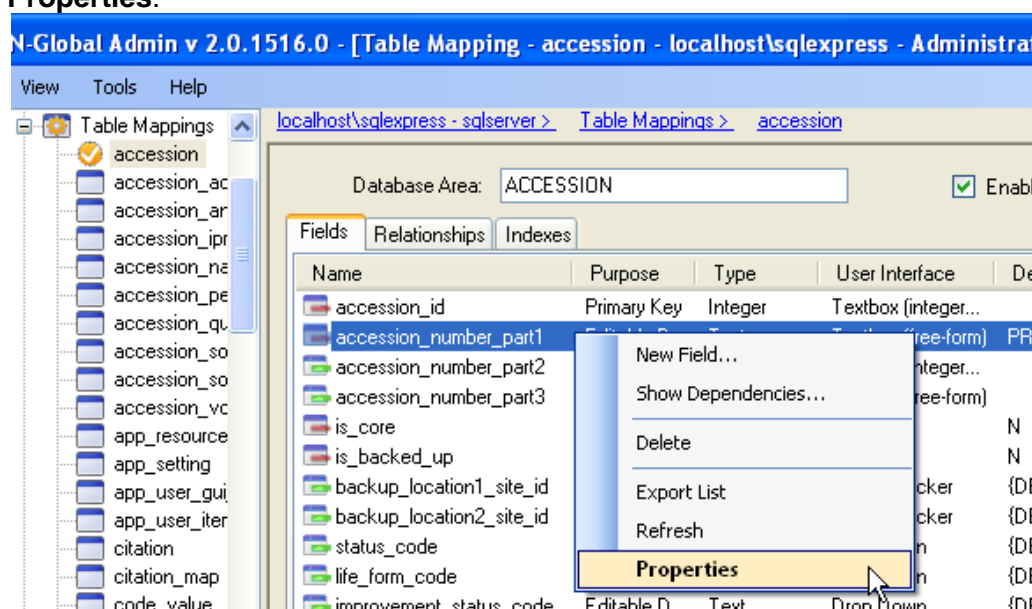 Properties.
N-Global Admin v 2.0.1516.0 - [Table Mapping - accession - localhost\sqlexpress - Administra
View Tools Help
Table Mappings
accession
accession_ac
accession_ar
accession_ipr
accession_na
accession_pe
accession_qu
accession_so
accession_so
accession_vo
app_resource
app_setting
app_user_gui
app_user_iter
citation
citation_map
code_value
localhost\sqlexpress - sqlserver > Table Mappings > accession
Database Area: ACCESSION Enabl
Fields Relationships Indexes
Name Purpose Type User Interface De
accession_id Primary Key Integer Textbox (integer...
accession_number_part1 ree-form) PR
accession_number_part2 nteger...
accession_number_part3 ree-form)
is_core N
is_backed_up N
backup_location1_site_id cker {DE
backup_location2_site_id cker {DE
status_code n {DE
life_form_code n {DE
improvement_status_code Editable D Text Drop Down {DE
New Field...
Show Dependencies...
Delete
Export List
Refresh
Properties